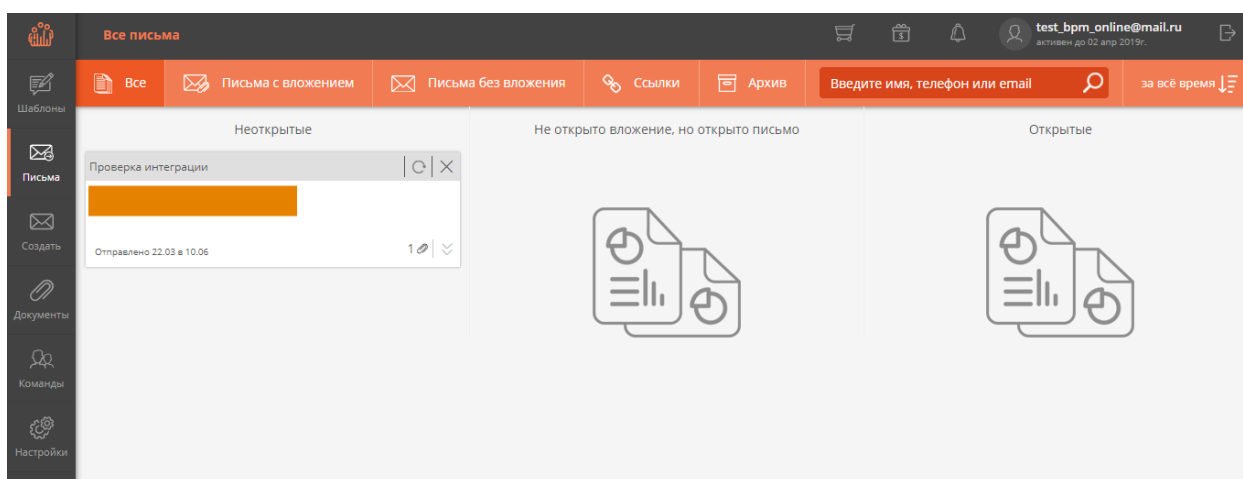 Все письма
test_bpm_online@mail.ru
активен до 02 апр 2019г.
Шаблоны
Письма
Создать
Документы
Команды
Настройки
Все
Письма с вложением
Письма без вложения
Ссылки
Архив
Введите имя, телефон или email
за всё время
Неоткрытые
Не открыто вложение, но открыто письмо
Открытые
Проверка интеграции
Отправлено 22.03 в 10.06
1